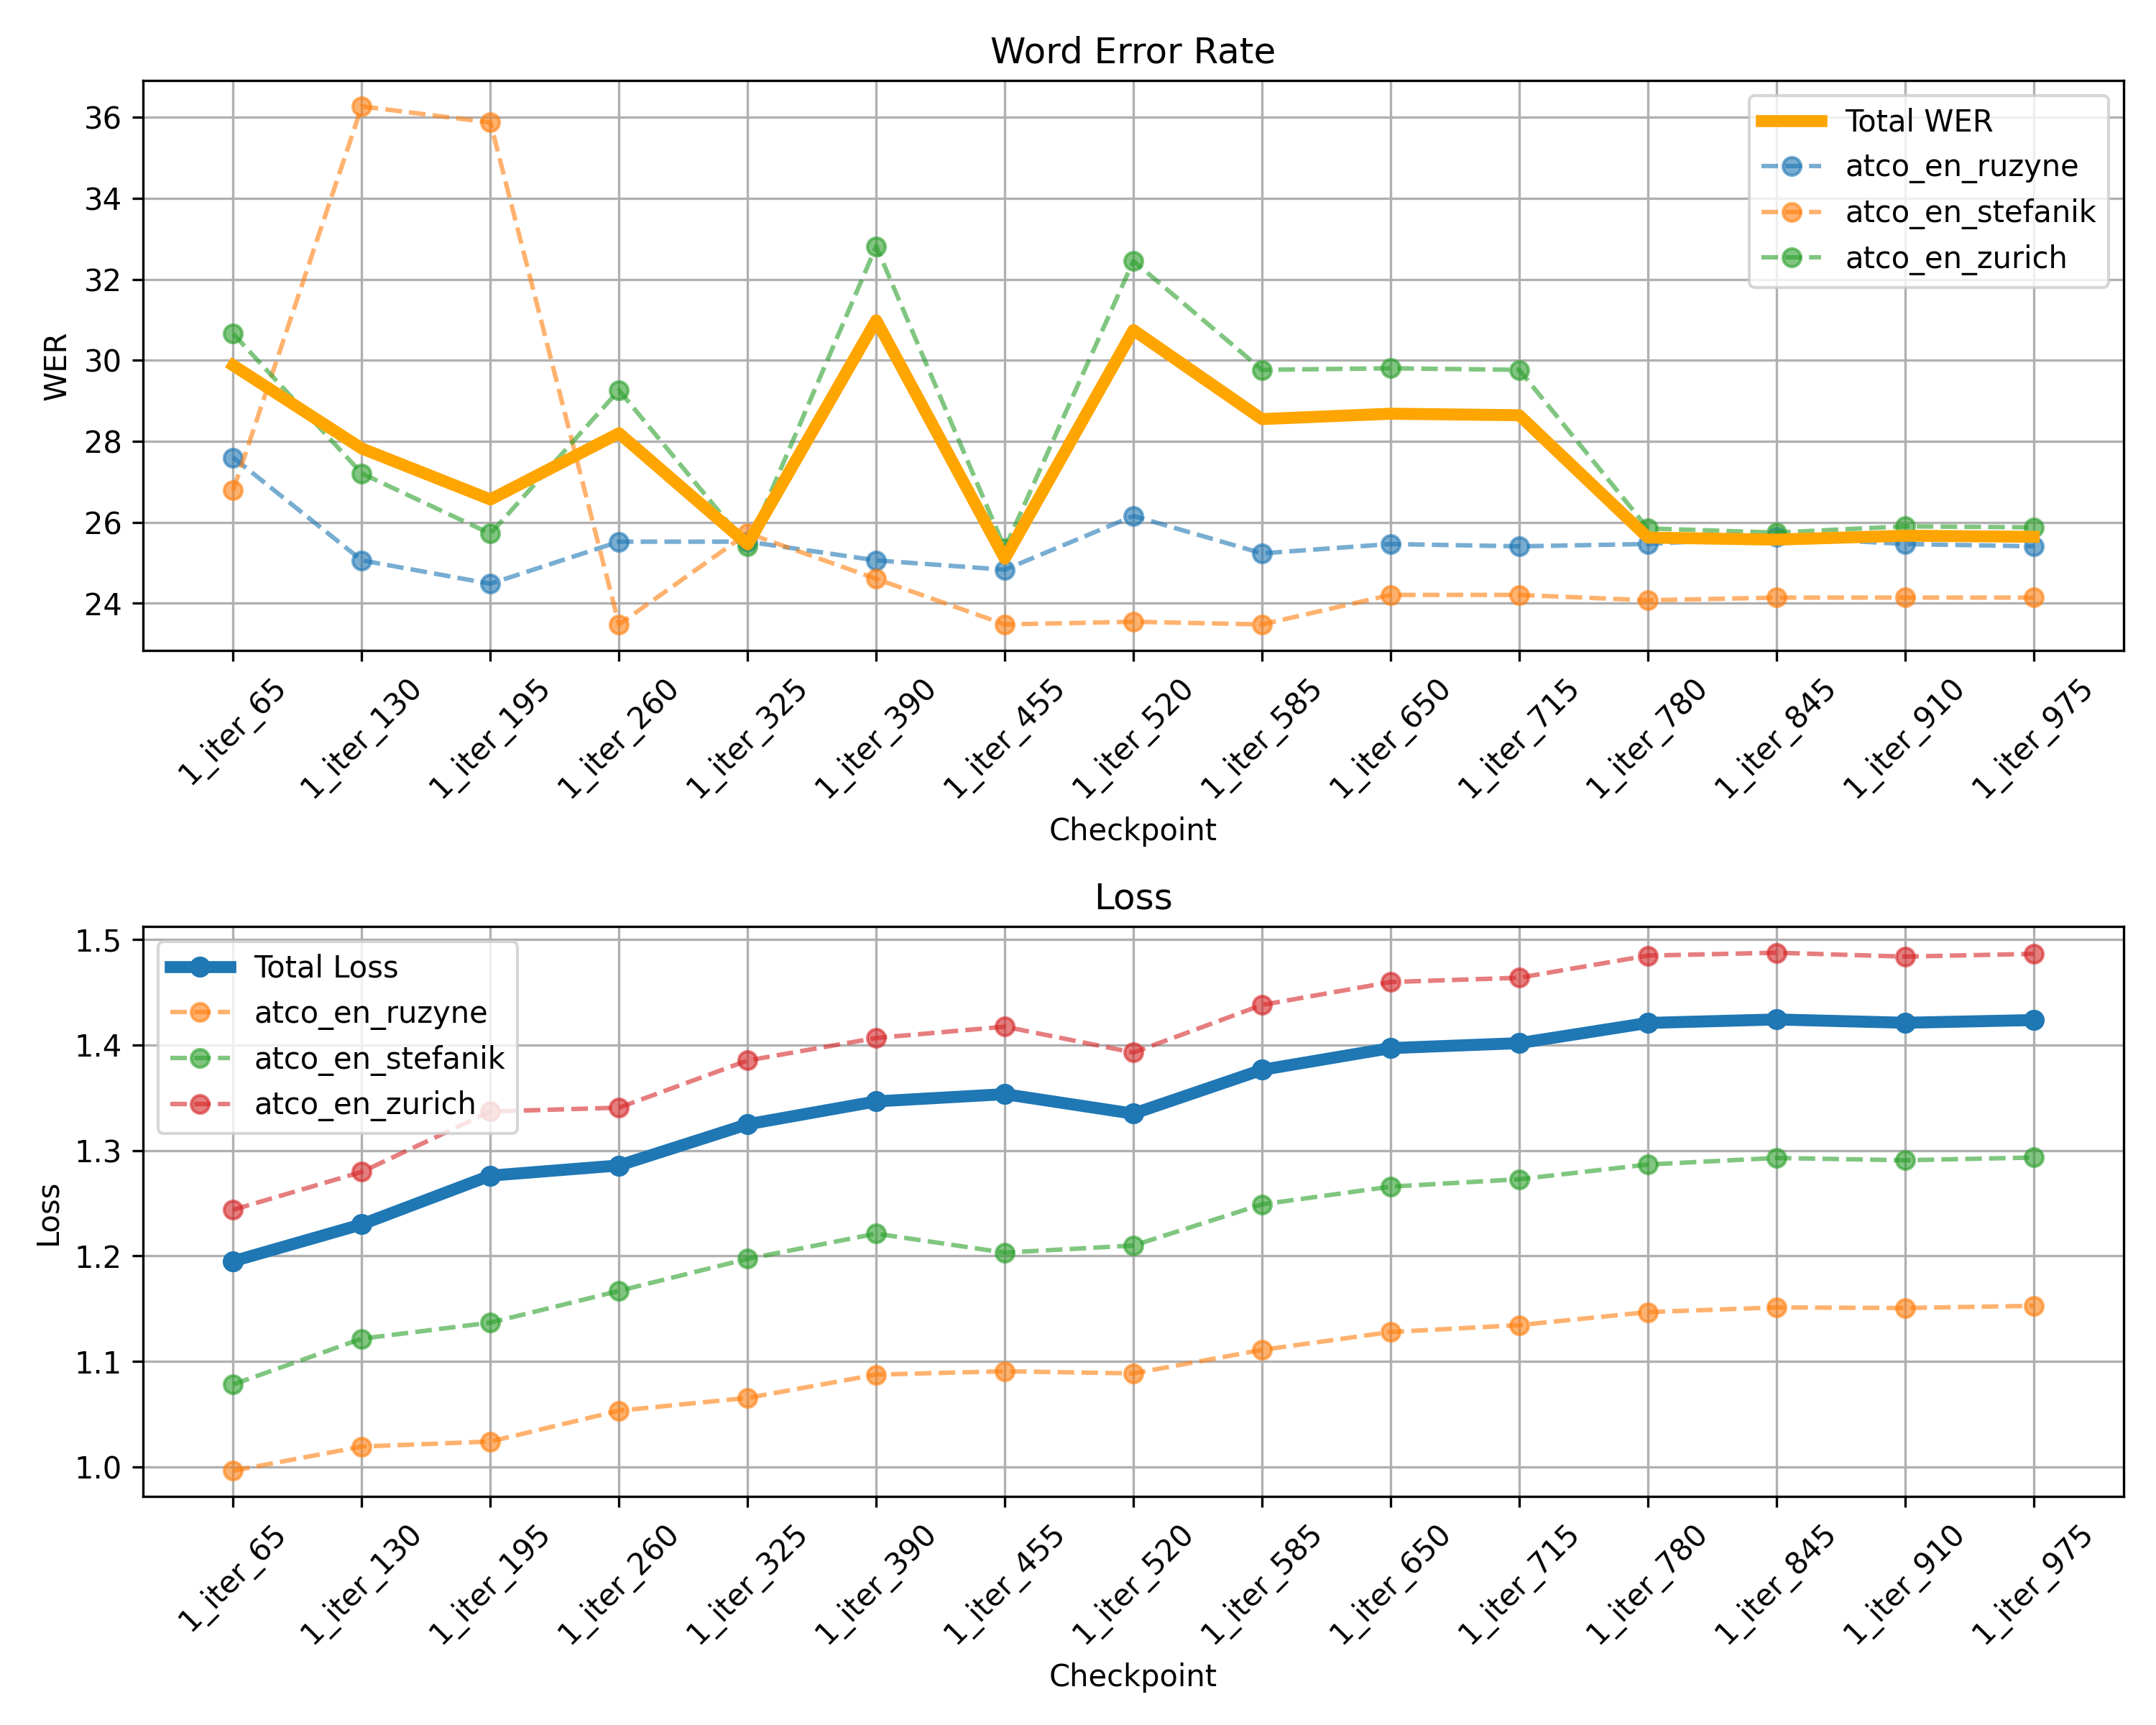 Word Error Rate
WER
36
34
32
30
28
26
24
Total WER
atco_en_ruzyne
atco_en_stefanik
atco_en_zurich
1_iter_65
1_iter_130
1_iter_195
1_iter_260
1_iter_325
1_iter_390
1_iter_455
1_iter_520
1_iter_585
1_iter_650
1_iter_715
1_iter_780
1_iter_845
1_iter_910
1_iter_975
Checkpoint
Loss
Loss
1.5
1.4
1.3
1.2
1.1
1.0
Total Loss
atco_en_ruzyne
atco_en_stefanik
atco_en_zurich
1_iter_65
1_iter_130
1_iter_195
1_iter_260
1_iter_325
1_iter_390
1_iter_455
1_iter_520
1_iter_585
1_iter_650
1_iter_715
1_iter_780
1_iter_845
1_iter_910
1_iter_975
Checkpoint